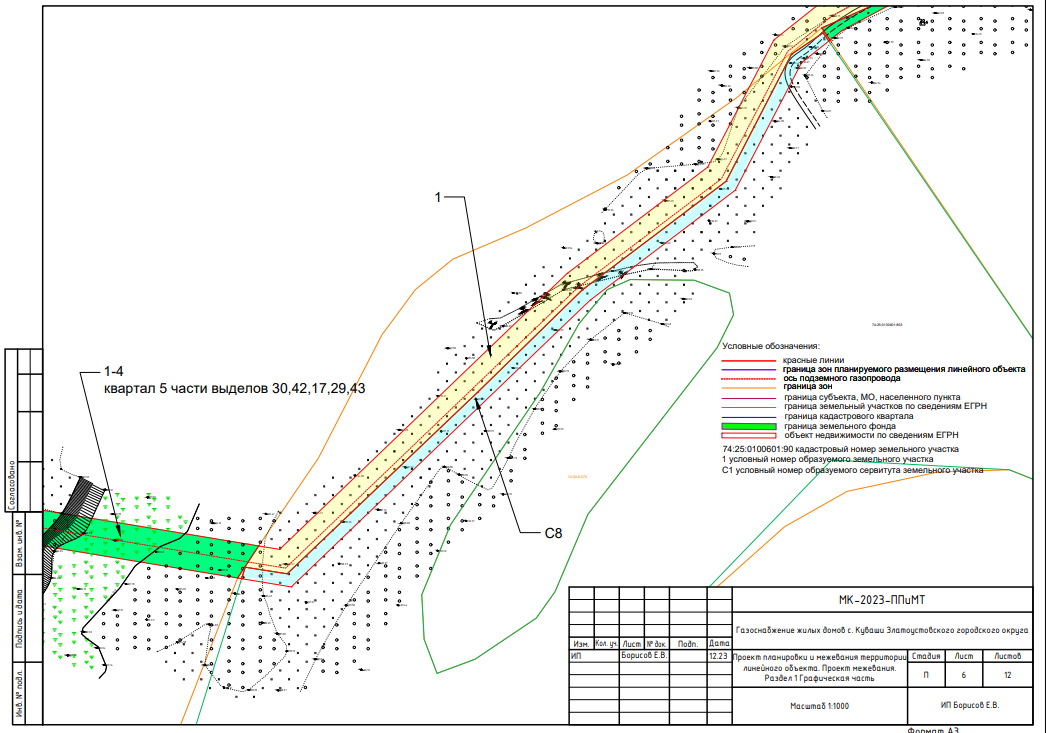 1
1-4
квартал 5 части выделов 30,42,17,29,43
С8
74:25:0100601:803
Условные обозначения:
красные линии
граница зон планируемого размещения линейного объекта
ось подземного газопровода
граница зон
граница субъекта, МО, населенного пункта
граница земельный участков по сведениям ЕГРН
граница кадастрового квартала
граница земельного фонда
объект недвижимости по сведениям ЕГРН
74:25:0100601:90 кадастровый номер земельного участка
1 условный номер образуемого земельного участка
С1 условный номер образуемого сервитута земельного участка
Согласовано
Взам. инв. №
Подпись и дата
Инв. № подл.
МК-2023-ППиМТ
Газоснабжение жилых домов с. Куваши Златоустовского городского округа
Изм. Кол. уч. Лист № док. Подп. Дата
ИП Борисов Е.В. 12.23
Проект планировки и межевания территории
линейного объекта. Проект межевания.
Раздел 1 Графическая часть
Стадия Лист Листов
П 6 12
Масштаб 1:1000
ИП Борисов Е.В.
Формат А3